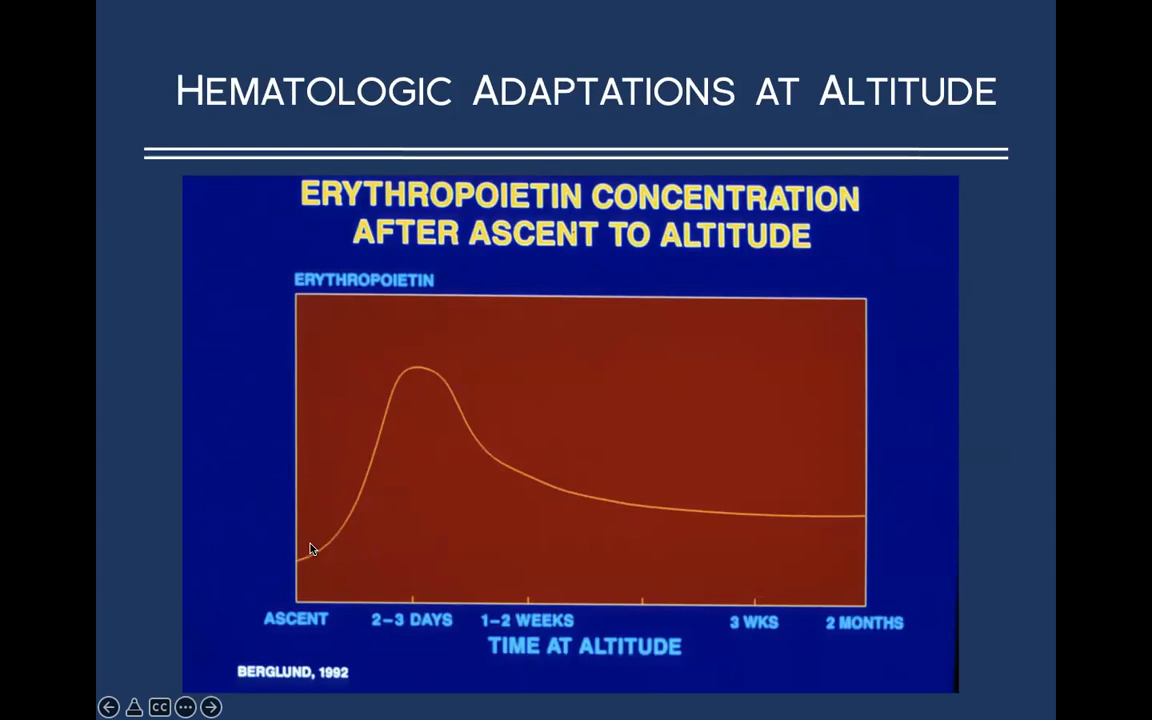 Hematologic Adaptations at Altitude
ERYTHROPOIETIN CONCENTRATION
AFTER ASCENT TO ALTITUDE
ERYTHROPOIETIN
ASCENT 2–3 DAYS 1–2 WEEKS 3 WKS 2 MONTHS
TIME AT ALTITUDE
BERGLUND, 1992
CC